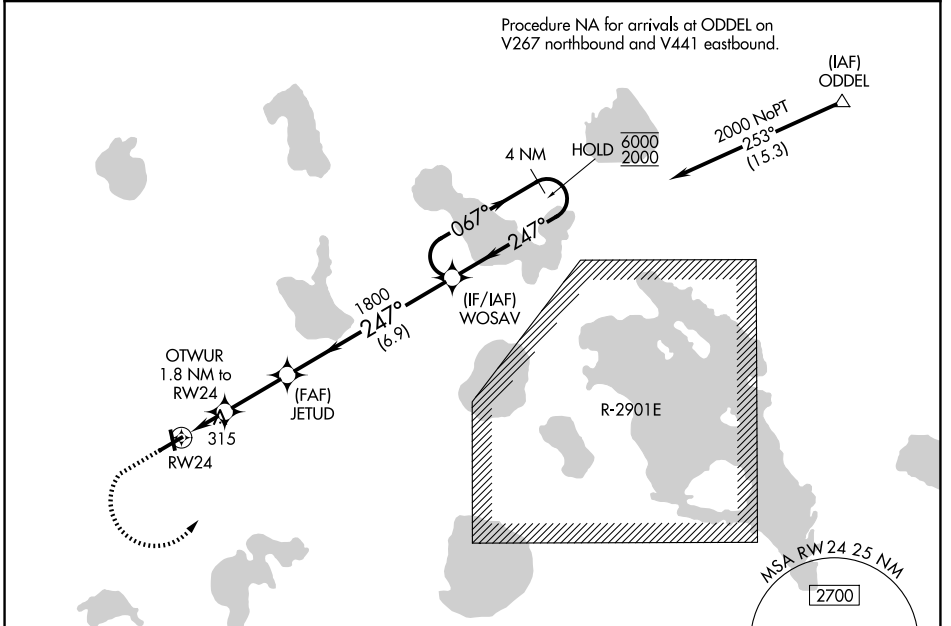 Procedure NA for arrivals at ODDEL on
V267 northbound and V441 eastbound.
(IAF)
ODDEL
2000 NoPT
253°
(15.3)
4 NM
HOLD
6000
2000
067°
247°
(IF/IAF)
WOSAV
1800
247°
(6.9)
OTWUR
1.8 NM to
RW24
(FAF)
JETUD
315
RW24
R-2901E
MSA RW24 25 NM
2700